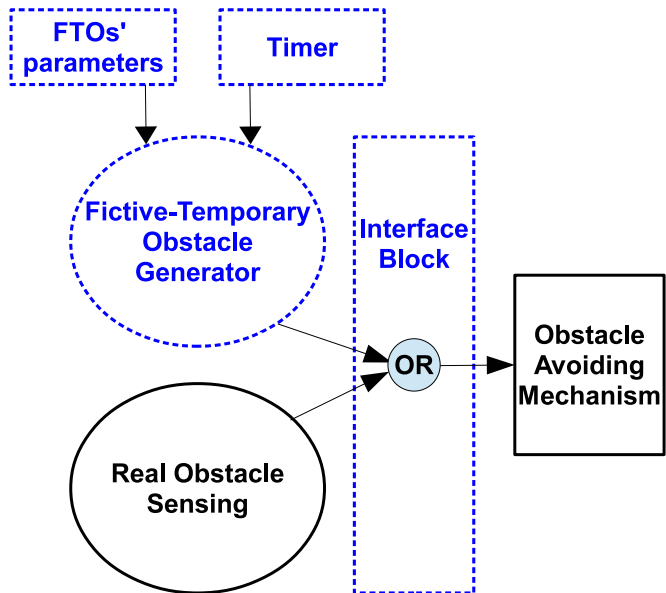 FTOs'
parameters
Timer
Fictive-Temporary
Obstacle
Generator
Interface
Block
OR
Obstacle
Avoiding
Mechanism
Real Obstacle
Sensing